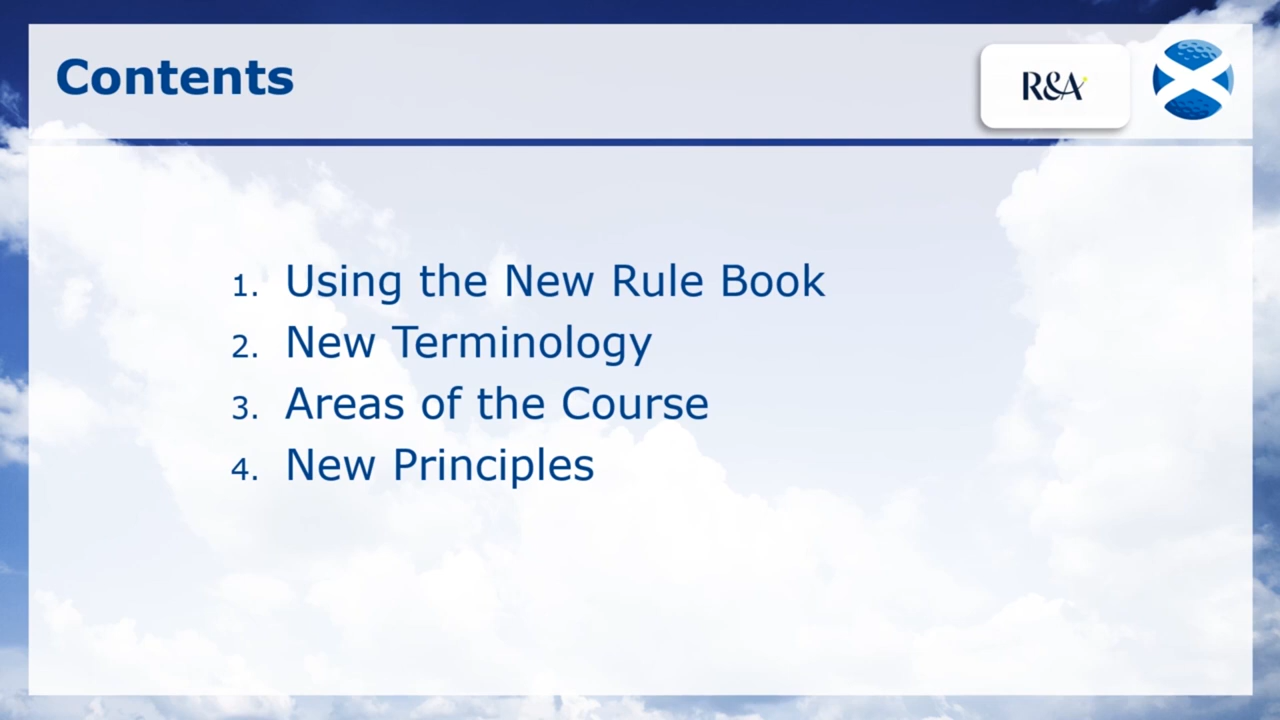 Contents
R&A
1. Using the New Rule Book
2. New Terminology
3. Areas of the Course
4. New Principles